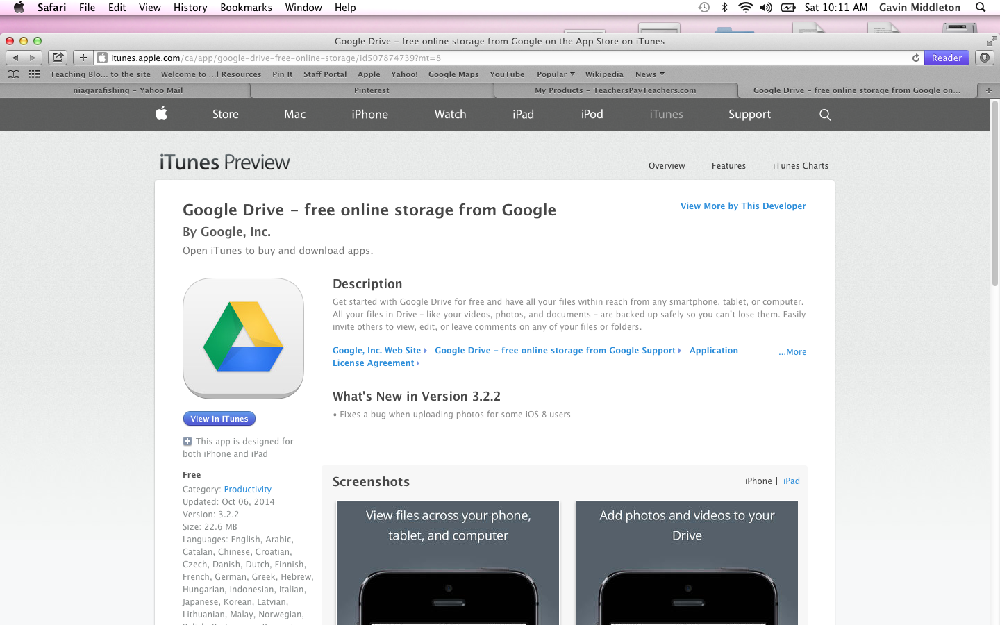 Safari File Edit View History Bookmarks Window Help Sat 10:11 AM Gavin Middleton
Google Drive – free online storage from Google on the App Store on iTunes
itunes.apple.com/ca/app/google-drive-free-online-storage/id507874739?mt=8 Reader
Teaching Blo... to the site Welcome to ...l Resources Pin It Staff Portal Apple Yahoo! Google Maps YouTube Popular Wikipedia News
niagarafishing – Yahoo Mail Pinterest My Products – TeachersPayTeachers.com Google Drive – free online storage from Google on...
Store Mac iPhone Watch iPad iPod iTunes Support
iTunes Preview
Overview Features iTunes Charts
Google Drive – free online storage from Google
View More by This Developer
By Google, Inc.
Open iTunes to buy and download apps.
Description
Get started with Google Drive for free and have all your files within reach from any smartphone, tablet, or computer.
All your files in Drive – like your videos, photos, and documents – are backed up safely so you can't lose them. Easily
invite others to view, edit, or leave comments on any of your files or folders.
Google, Inc. Web Site Google Drive – free online storage from Google Support Application
License Agreement
...More
What's New in Version 3.2.2
• Fixes a bug when uploading photos for some iOS 8 users
View in iTunes
This app is designed for
both iPhone and iPad
Free
Category: Productivity
Updated: Oct 06, 2014
Version: 3.2.2
Size: 22.6 MB
Languages: English, Arabic,
Catalan, Chinese, Croatian,
Czech, Danish, Dutch, Finnish,
French, German, Greek, Hebrew,
Hungarian, Indonesian, Italian,
Japanese, Korean, Latvian,
Lithuanian, Malay, Norwegian,
Screenshots
iPhone | iPad
View files across your phone,
tablet, and computer
Add photos and videos to your
Drive